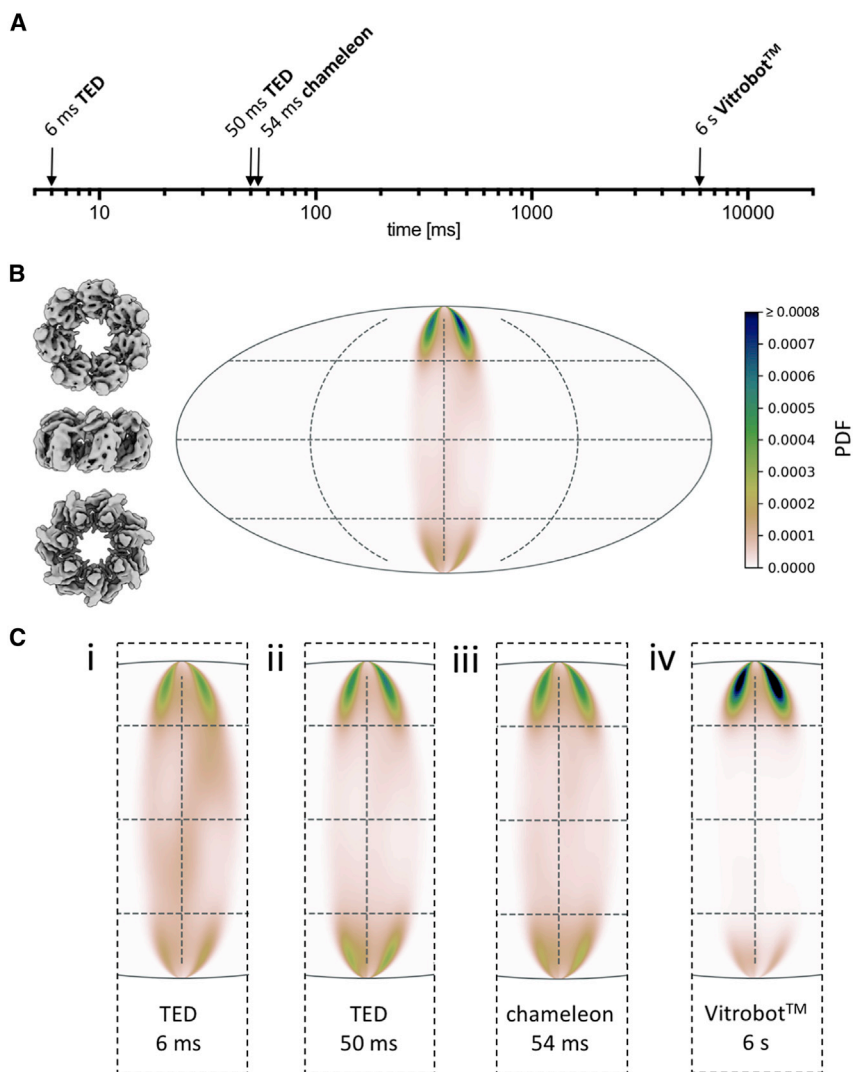 A
6 ms TED
50 ms TED
54 ms chameleon
6 s Vitrobot™
10
100
1000
10000
time [ms]
B
≥ 0.0008
0.0007
0.0006
0.0005
0.0004
0.0003
0.0002
0.0001
0.0000
PDF
C
i
ii
iii
iv
TED
6 ms
TED
50 ms
chameleon
54 ms
Vitrobot™
6 s